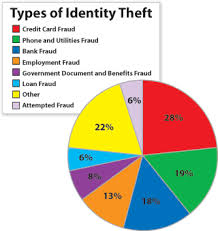 Types of Identity Theft
Credit Card Fraud
Phone and Utilities Fraud
Bank Fraud
Employment Fraud
Government Document and Benefits Fraud
Loan Fraud
Other
Attempted Fraud
6%
28%
22%
6%
19%
8%
13%
18%